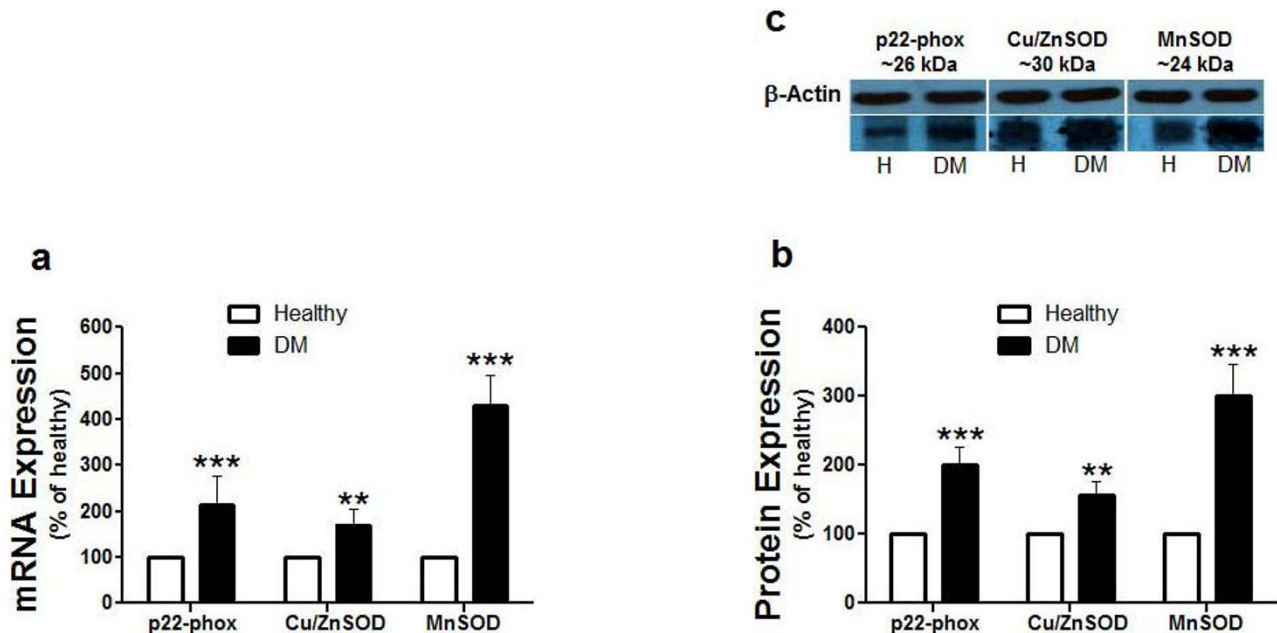 c
p22-phox Cu/ZnSOD MnSOD
~26 kDa ~30 kDa ~24 kDa
β-Actin
H DM H DM H DM
a
Healthy
DM
mRNA Expression
(% of healthy)
600
500
400
300
200
100
0
***
**
***
p22-phox Cu/ZnSOD MnSOD
b
Healthy
DM
Protein Expression
(% of healthy)
400
300
200
100
0
***
**
***
p22-phox Cu/ZnSOD MnSOD